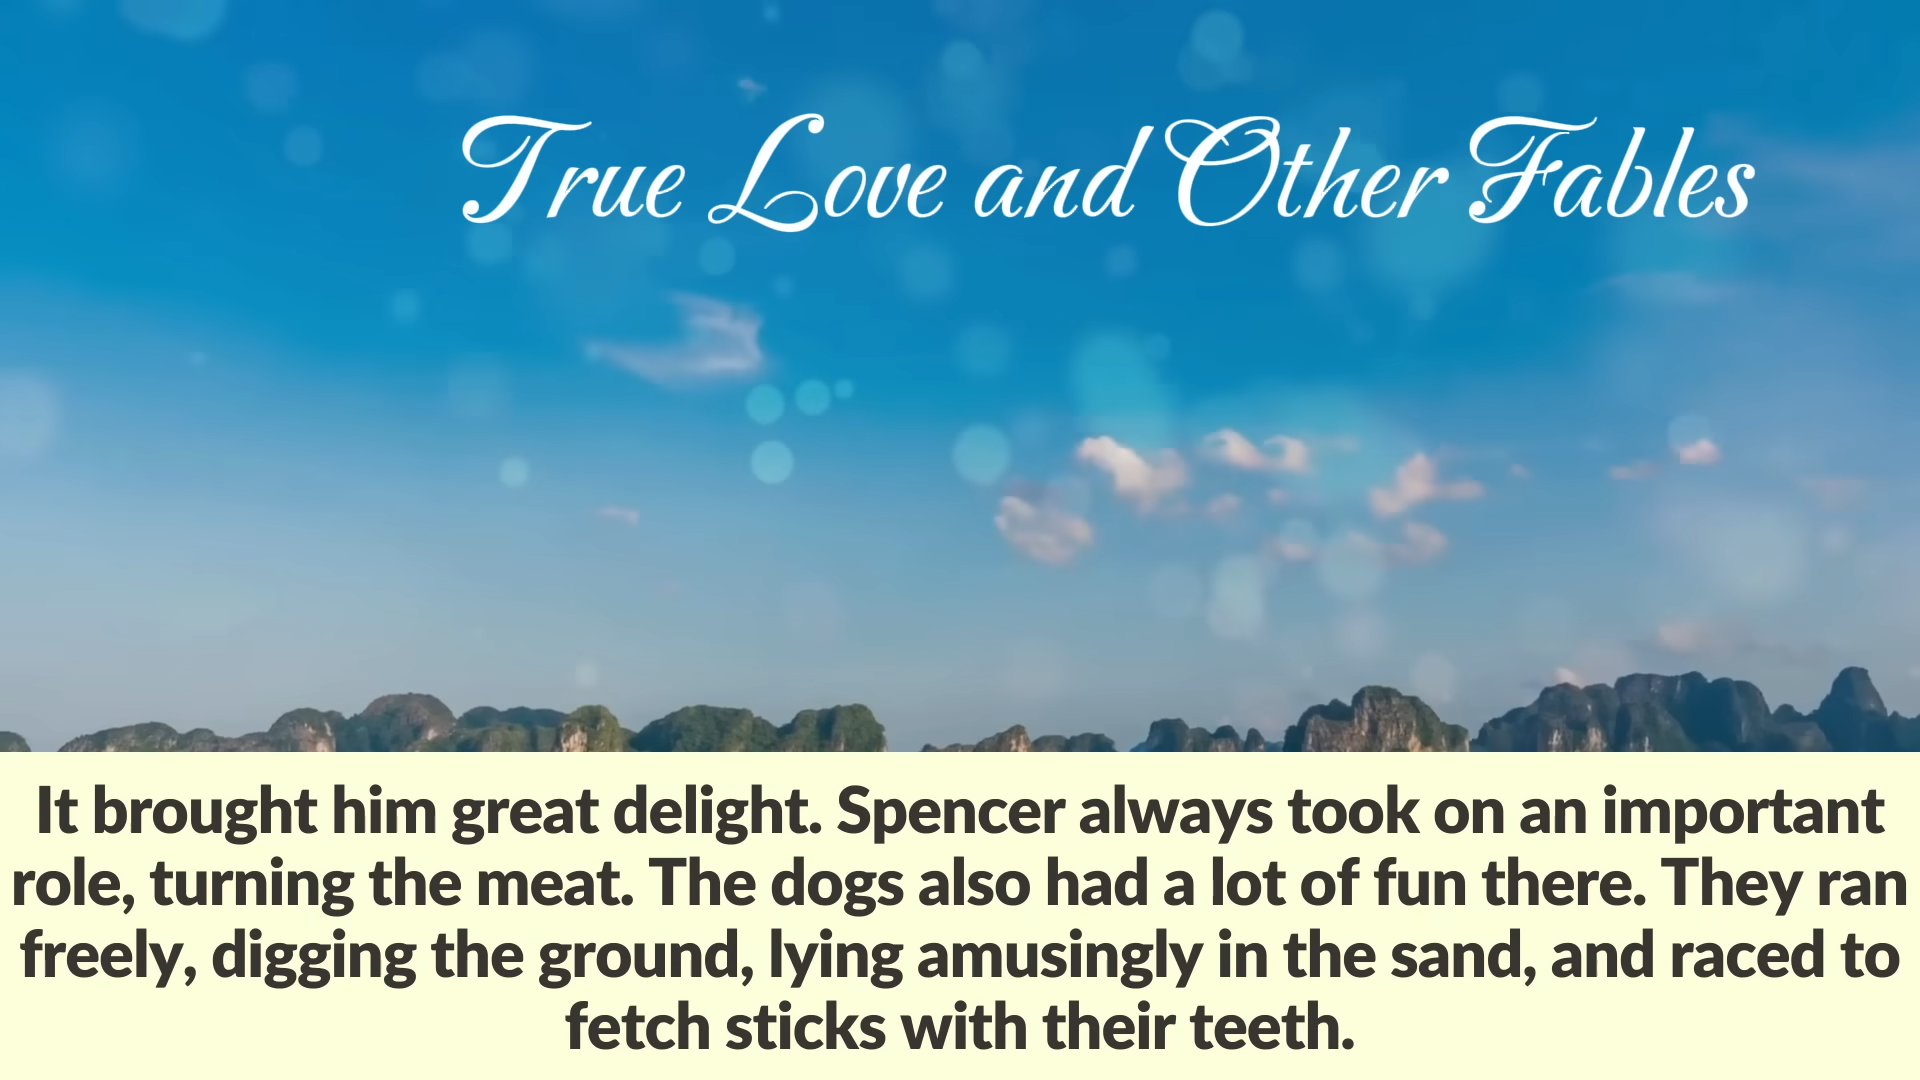 True Love and Other Fables
It brought him great delight. Spencer always took on an important
role, turning the meat. The dogs also had a lot of fun there. They ran
freely, digging the ground, lying amusingly in the sand, and raced to
fetch sticks with their teeth.